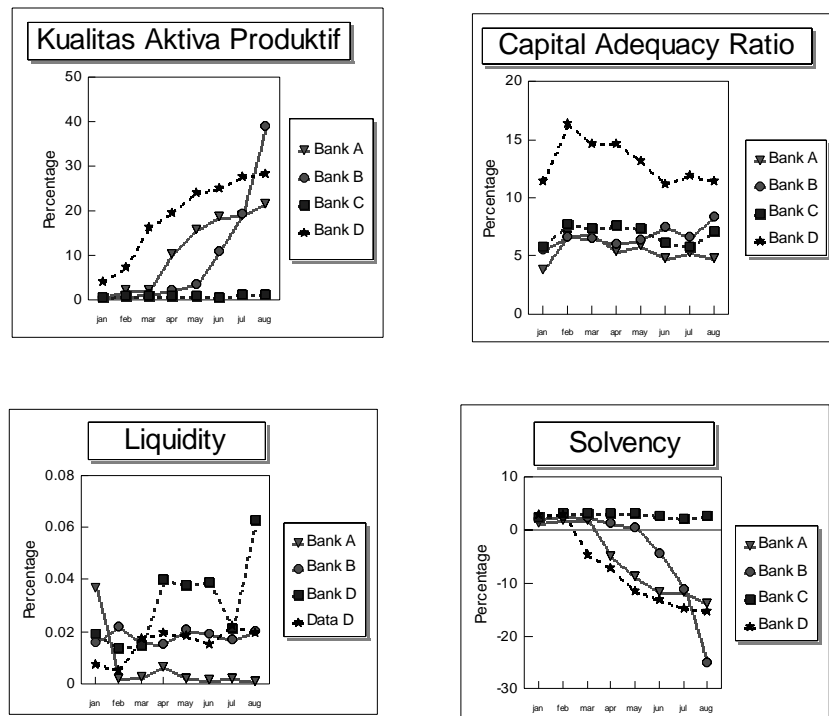 Kualitas Aktiva Produktif
Percentage
50
40
30
20
10
0
jan feb mar apr may jun jul aug
Bank A
Bank B
Bank C
Bank D
Capital Adequacy Ratio
Percentage
20
15
10
5
0
jan feb mar apr may jun jul aug
Bank A
Bank B
Bank C
Bank D
Liquidity
Percentage
0.08
0.06
0.04
0.02
0
jan feb mar apr may jun jul aug
Bank A
Bank B
Bank D
Data D
Solvency
Percentage
10
0
-10
-20
-30
jan feb mar apr may jun jul aug
Bank A
Bank B
Bank C
Bank D